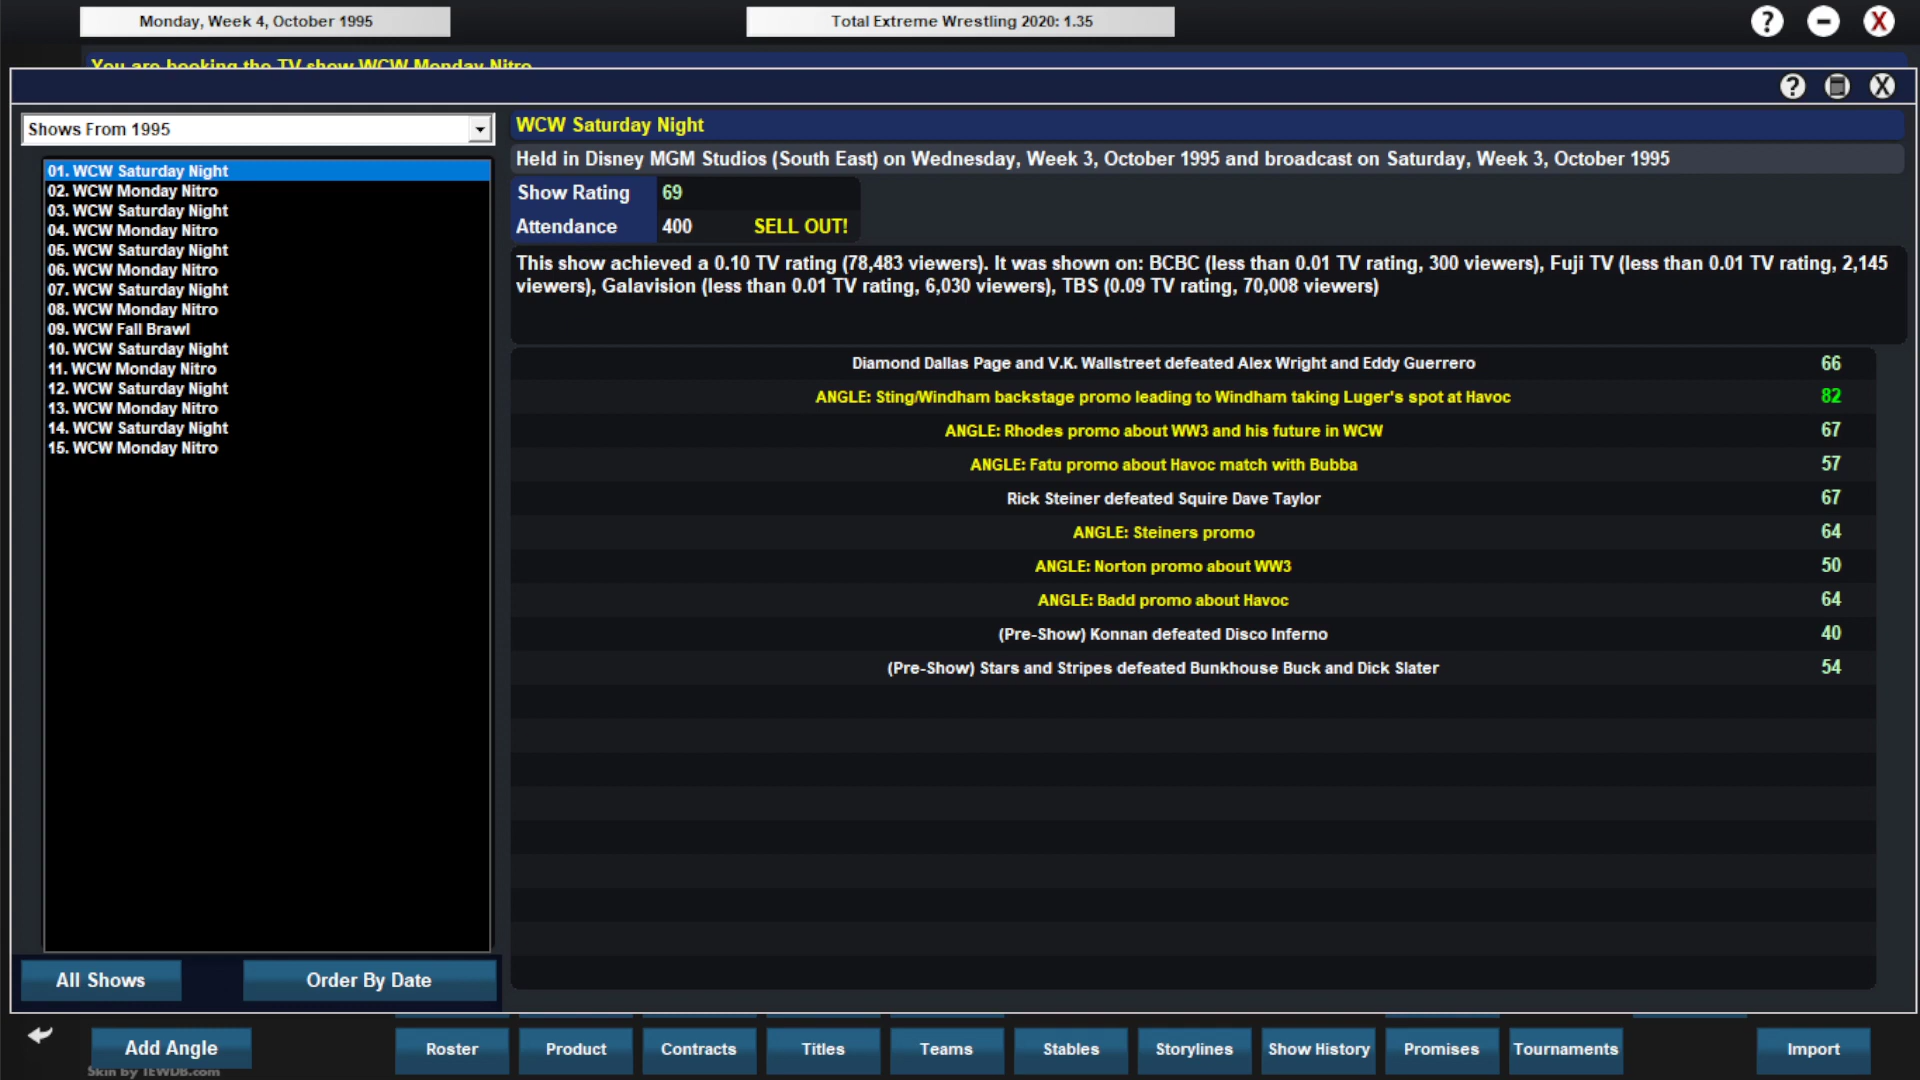 Monday, Week 4, October 1995
Total Extreme Wrestling 2020: 1.35
? - X
You are booking the TV show WCW Monday Nitro
? X
Shows From 1995
01. WCW Saturday Night
02. WCW Monday Nitro
03. WCW Saturday Night
04. WCW Monday Nitro
05. WCW Saturday Night
06. WCW Monday Nitro
07. WCW Saturday Night
08. WCW Monday Nitro
09. WCW Fall Brawl
10. WCW Saturday Night
11. WCW Monday Nitro
12. WCW Saturday Night
13. WCW Monday Nitro
14. WCW Saturday Night
15. WCW Monday Nitro
All Shows
Order By Date
WCW Saturday Night
Held in Disney MGM Studios (South East) on Wednesday, Week 3, October 1995 and broadcast on Saturday, Week 3, October 1995
Show Rating 69
Attendance 400 SELL OUT!
This show achieved a 0.10 TV rating (78,483 viewers). It was shown on: BCBC (less than 0.01 TV rating, 300 viewers), Fuji TV (less than 0.01 TV rating, 2,145
viewers), Galavision (less than 0.01 TV rating, 6,030 viewers), TBS (0.09 TV rating, 70,008 viewers)
Diamond Dallas Page and V.K. Wallstreet defeated Alex Wright and Eddy Guerrero 66
ANGLE: Sting/Windham backstage promo leading to Windham taking Luger's spot at Havoc 82
ANGLE: Rhodes promo about WW3 and his future in WCW 67
ANGLE: Fatu promo about Havoc match with Bubba 57
Rick Steiner defeated Squire Dave Taylor 67
ANGLE: Steiners promo 64
ANGLE: Norton promo about WW3 50
ANGLE: Badd promo about Havoc 64
(Pre-Show) Konnan defeated Disco Inferno 40
(Pre-Show) Stars and Stripes defeated Bunkhouse Buck and Dick Slater 54
Add Angle
Skin by TEWDB.com
Roster
Product
Contracts
Titles
Teams
Stables
Storylines
Show History
Promises
Tournaments
Import